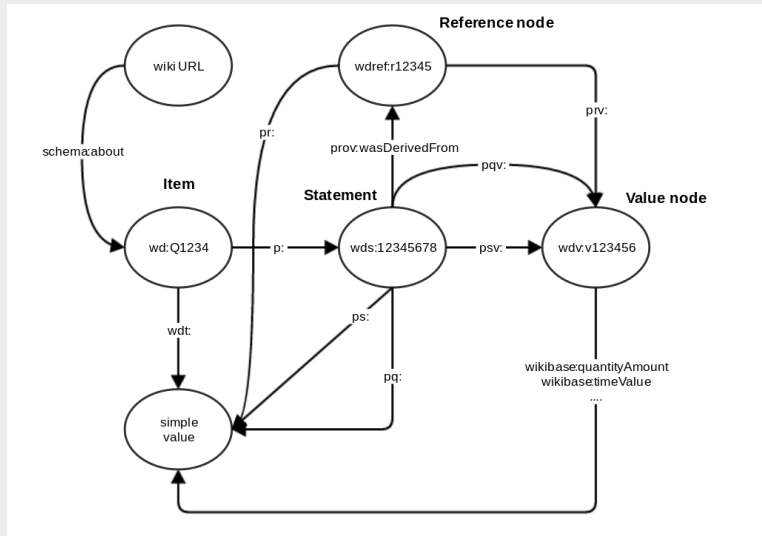 Reference node
wiki URL
wdref:r12345
prv:
pr:
schema:about
prov:wasDerivedFrom
pqv:
Item
Statement
Value node
wd:Q1234
p:
wds:12345678
psv:
wdv:v123456
ps:
wdt:
pq:
wikibase:quantityAmount
wikibase:timeValue
....
simple
value